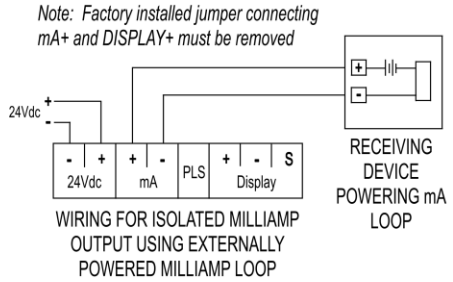 Note: Factory installed jumper connecting
mA+ and DISPLAY+ must be removed
+
-
24Vdc +
-
- + + - PLS + - S
24Vdc mA Display
RECEIVING
DEVICE
POWERING mA
LOOP
WIRING FOR ISOLATED MILLIAMP
OUTPUT USING EXTERNALLY
POWERED MILLIAMP LOOP